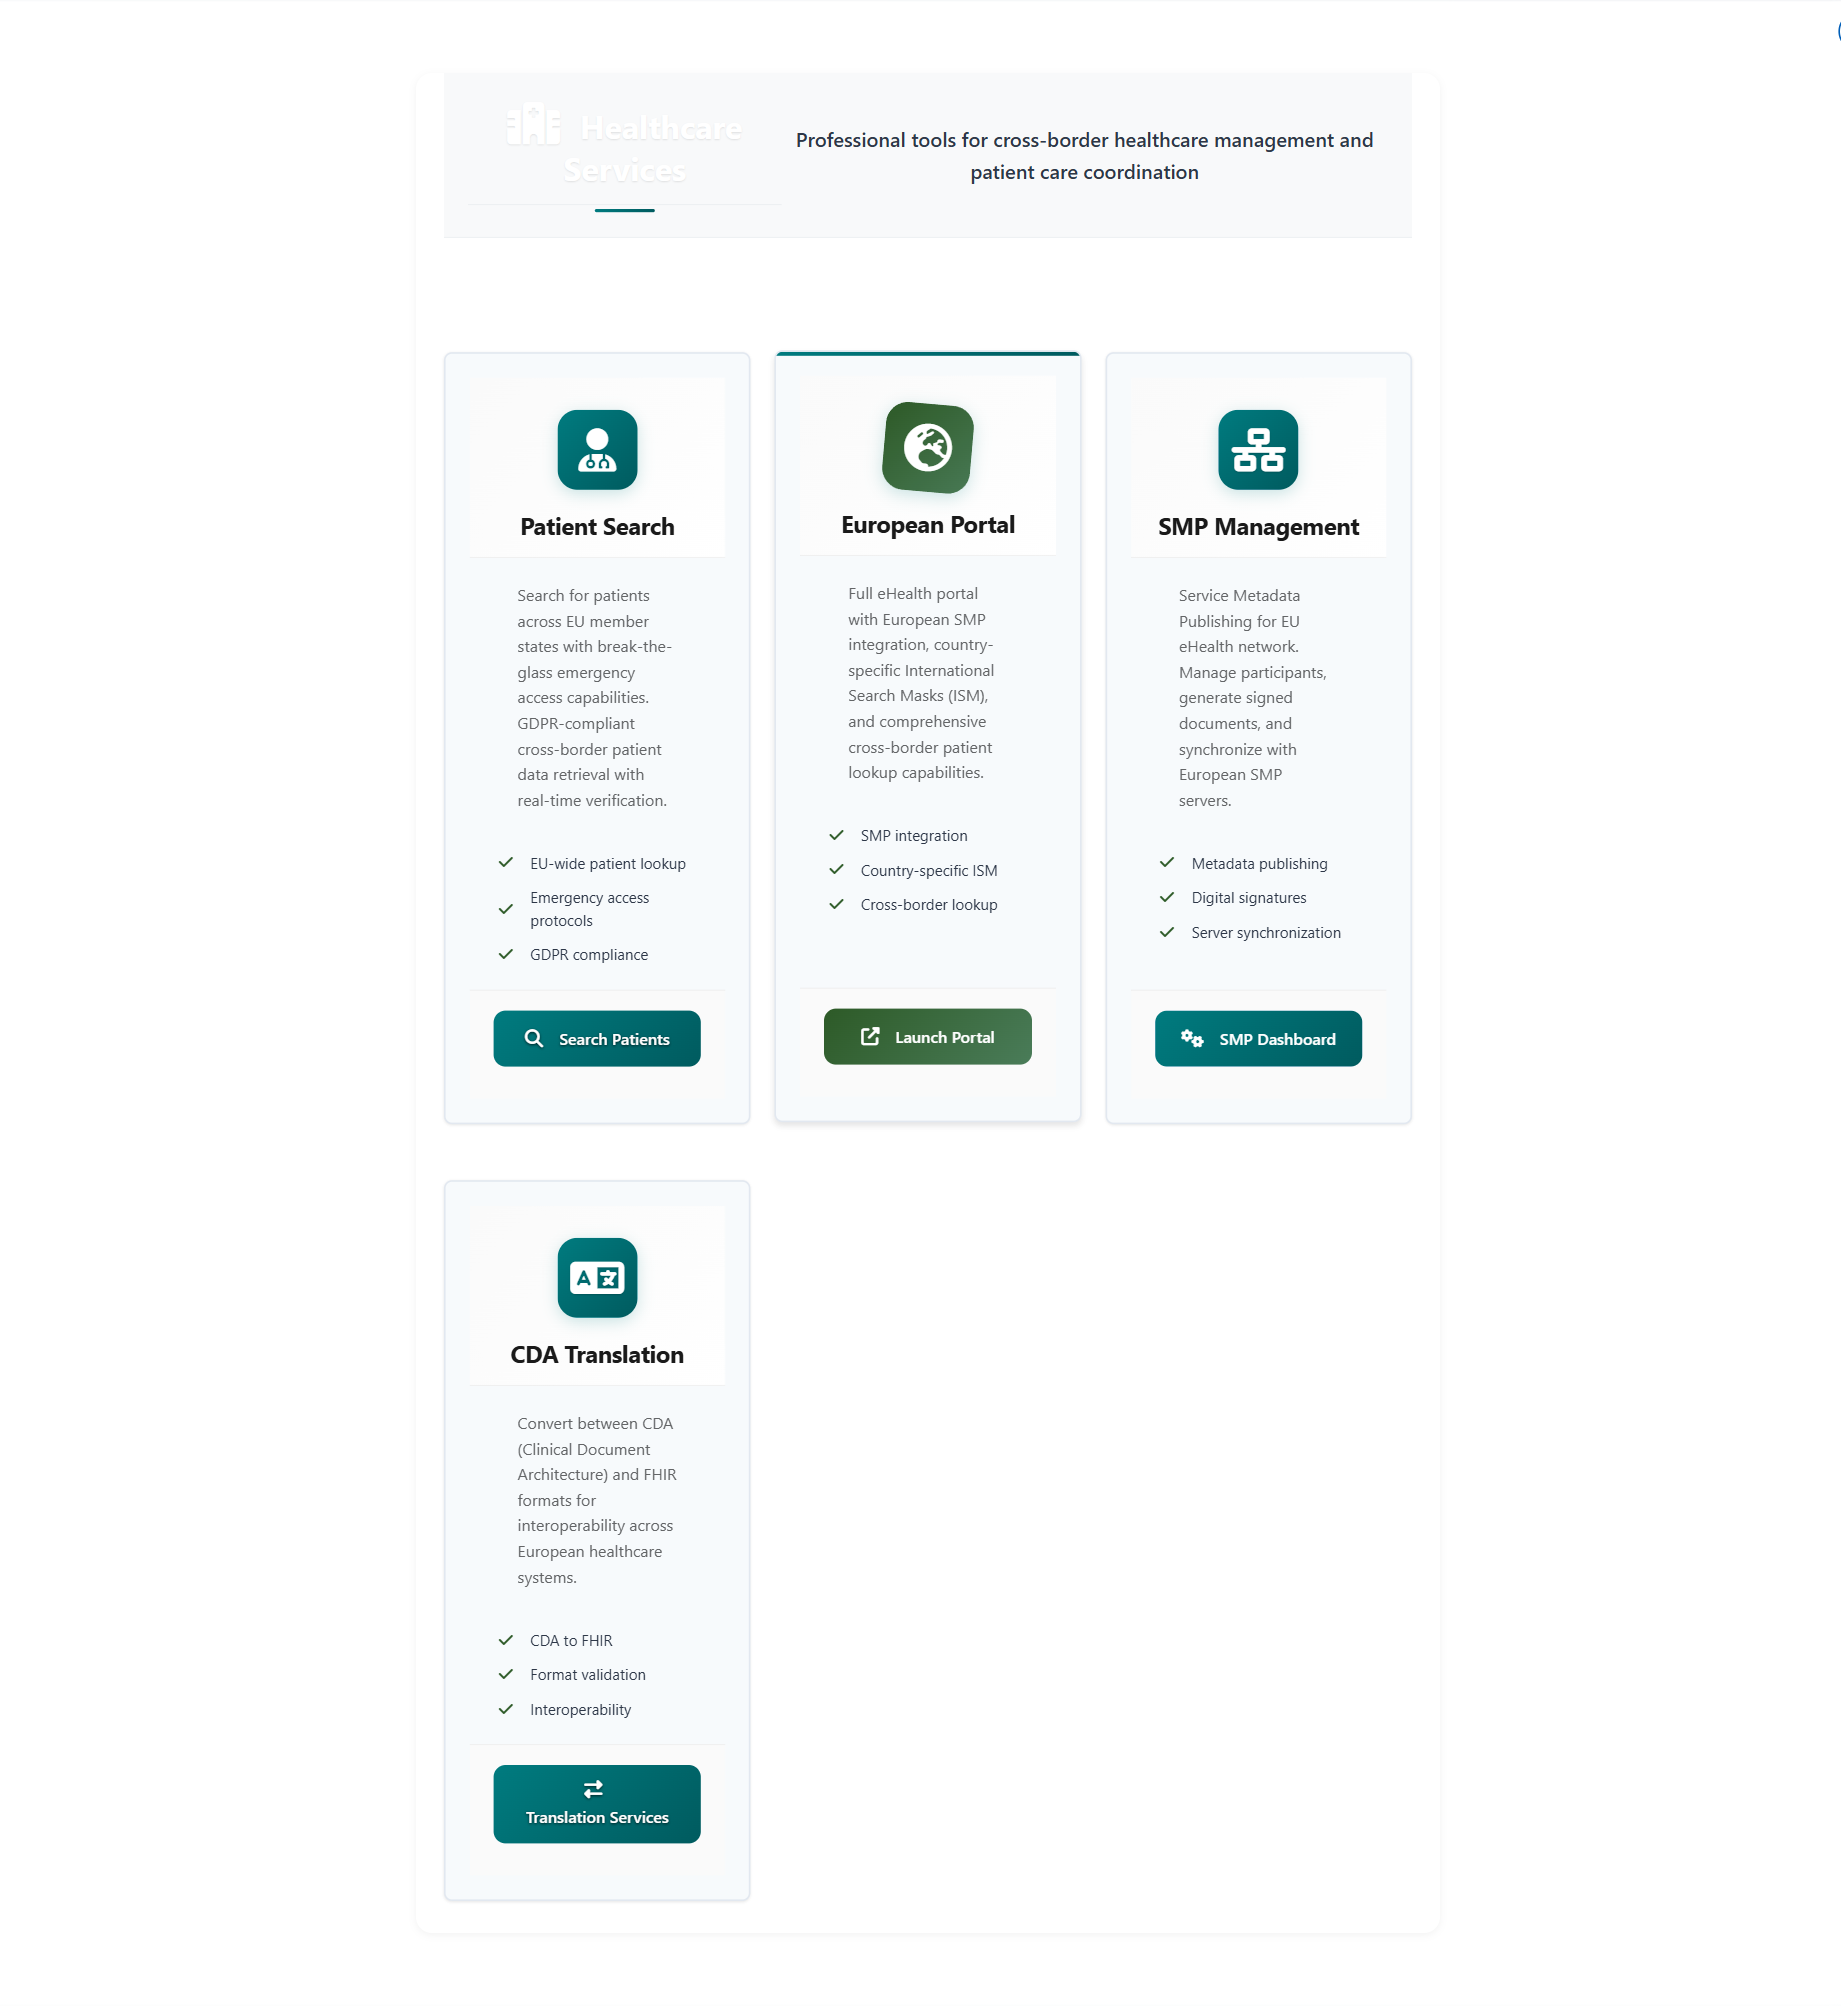 Healthcare
Services
Professional tools for cross-border healthcare management and
patient care coordination
Patient Search
Search for patients
across EU member
states with break-the-
glass emergency
access capabilities.
GDPR-compliant
cross-border patient
data retrieval with
real-time verification.
EU-wide patient lookup
Emergency access
protocols
GDPR compliance
Search Patients
European Portal
Full eHealth portal
with European SMP
integration, country-
specific International
Search Masks (ISM),
and comprehensive
cross-border patient
lookup capabilities.
SMP integration
Country-specific ISM
Cross-border lookup
Launch Portal
SMP Management
Service Metadata
Publishing for EU
eHealth network.
Manage participants,
generate signed
documents, and
synchronize with
European SMP
servers.
Metadata publishing
Digital signatures
Server synchronization
SMP Dashboard
CDA Translation
Convert between CDA
(Clinical Document
Architecture) and FHIR
formats for
interoperability across
European healthcare
systems.
CDA to FHIR
Format validation
Interoperability
Translation Services